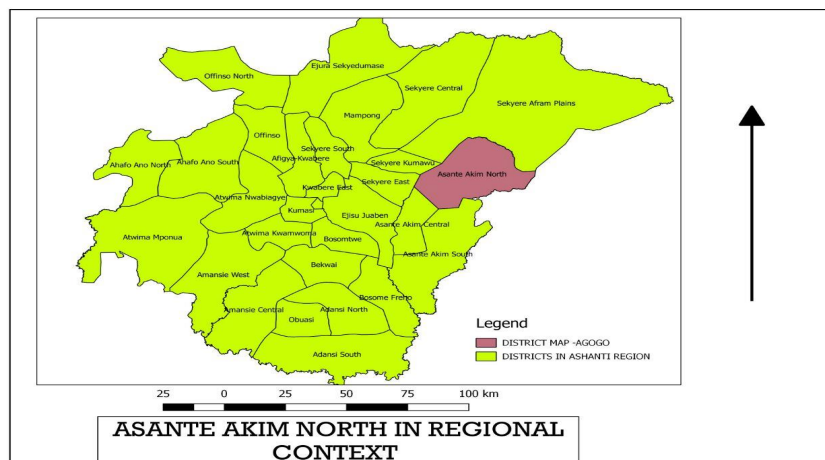 Ejura Sekyedumase
Offinso North
Sekyere Central
Sekyere Afram Plains
Mampong
Offinso
Sekyere South
Afigya-Kwabere
Ahafo Ano North
Ahafo Ano South
Sekyere Kumawu
Asante Akim North
Sekyere East
Kwabere East
Atwima Nwabiagye
Kumasi
Ejisu Juaben
Asante Akim Central
Atwima Mponua
Atwima Kwamwoma
Bosomtwe
Asante Akim South
Bekwai
Amansie West
Bosome Freho
Amansie Central
Adansi North
Obuasi
Adansi South
Legend
DISTRICT MAP -AGOGO
DISTRICTS IN ASHANTI REGION
25 0 25 50 75 100 km
ASANTE AKIM NORTH IN REGIONAL
CONTEXT